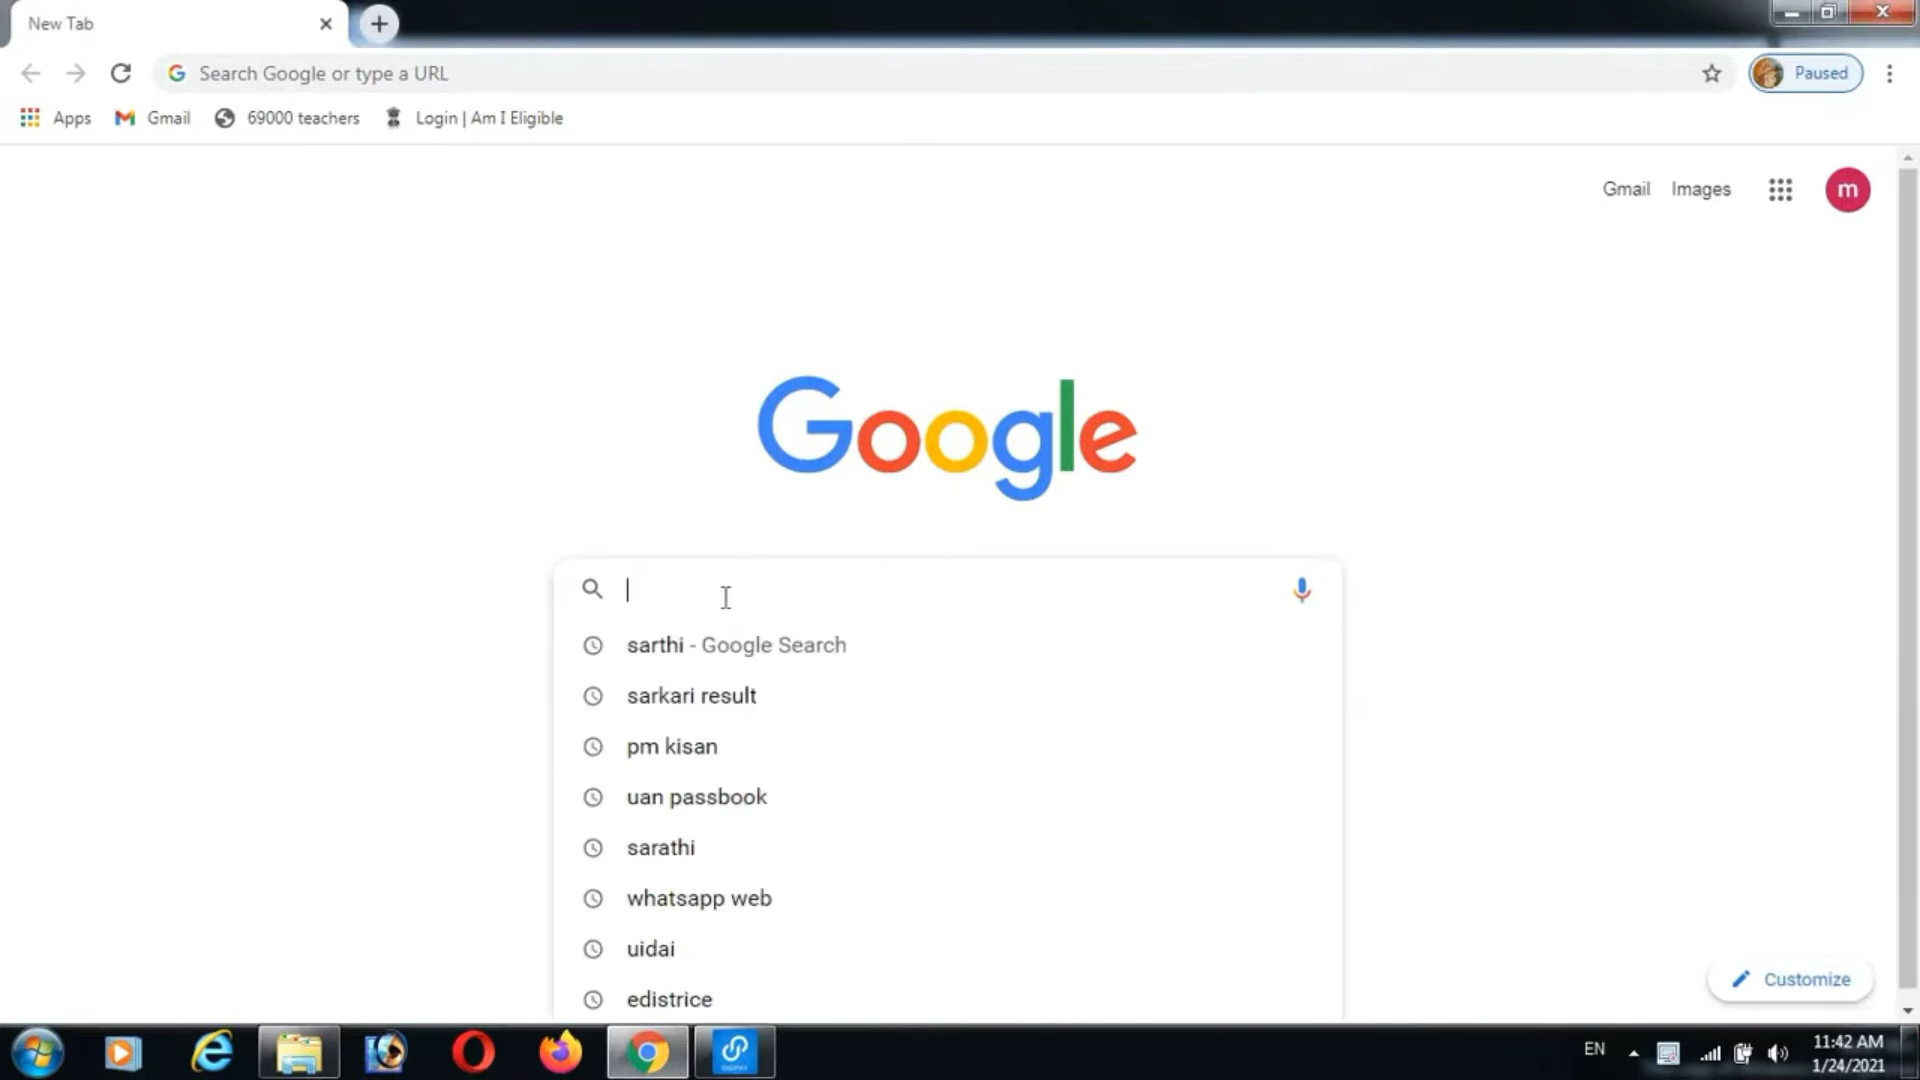 New Tab
Search Google or type a URL
Paused
Apps
Gmail
69000 teachers
Login | Am I Eligible
Gmail
Images
m
Google
sarthi - Google Search
sarkari result
pm kisan
uan passbook
sarathi
whatsapp web
uidai
edistrice
Customize
EN
11:42 AM
1/24/2021